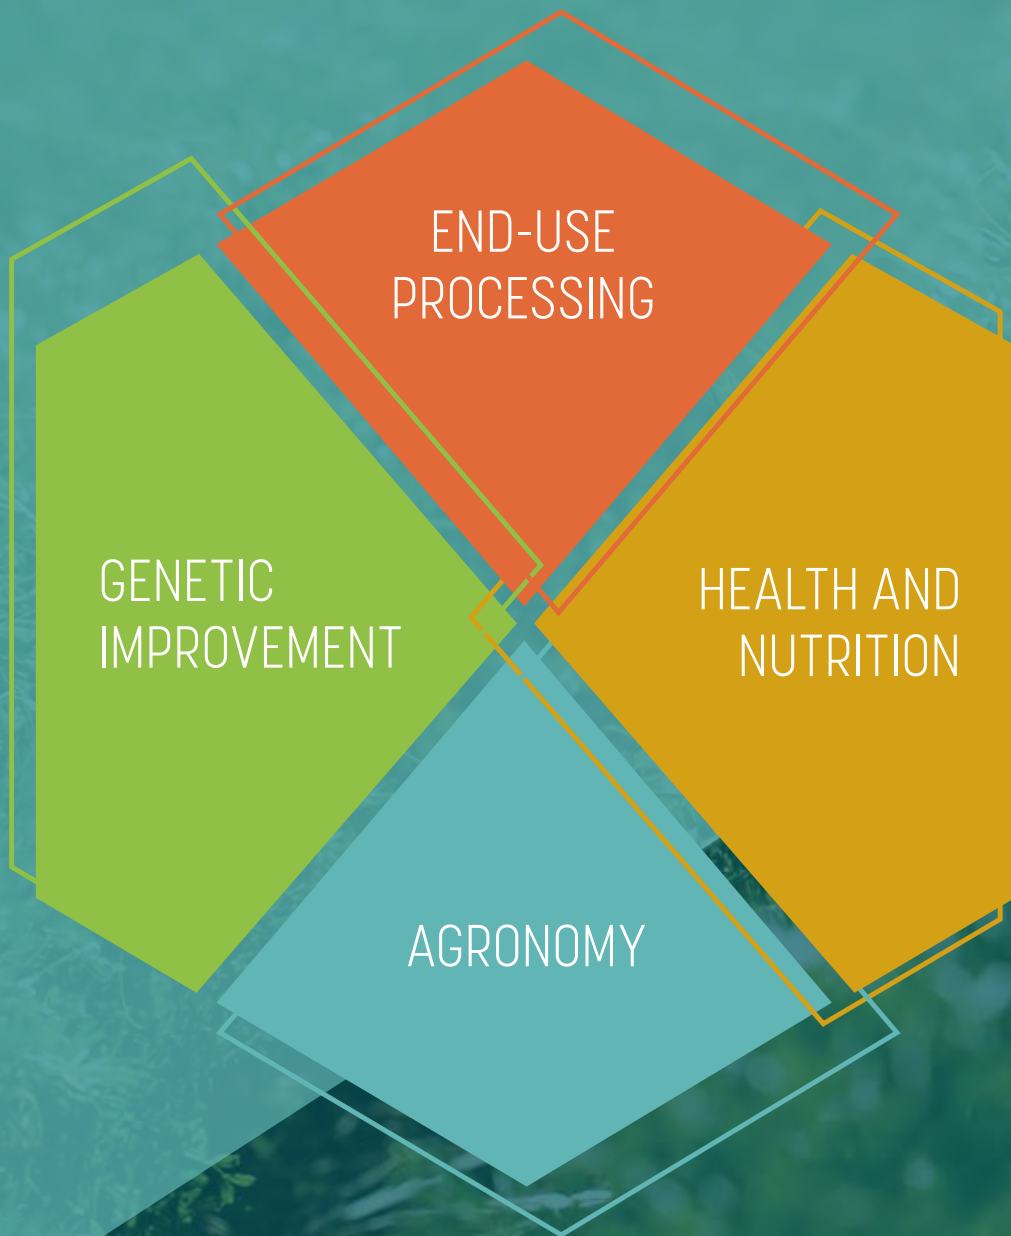 END-USE
PROCESSING
GENETIC
IMPROVEMENT
HEALTH AND
NUTRITION
AGRONOMY